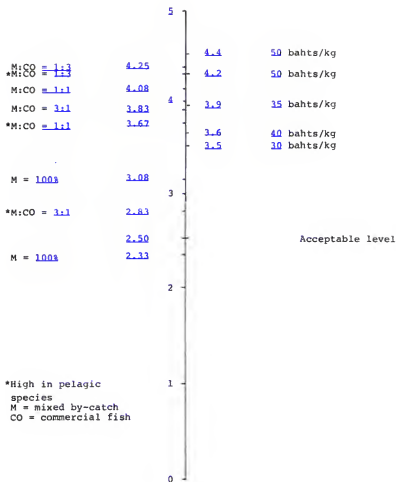 5
4.4 50 bahts/kg
M:CO = 1:3 4.25
*M:CO = 1:3 4.2 50 bahts/kg
M:CO = 1:1 4.08
4
M:CO = 3:1 3.83 3.9 35 bahts/kg
*M:CO = 1:1 3.67
3.6 40 bahts/kg
3.5 30 bahts/kg
M = 100% 3.08
3
*M:CO = 3:1 2.83
2.50 Acceptable level
M = 100% 2.33
2
*High in pelagic 1
species
M = mixed by-catch
CO = commercial fish
0